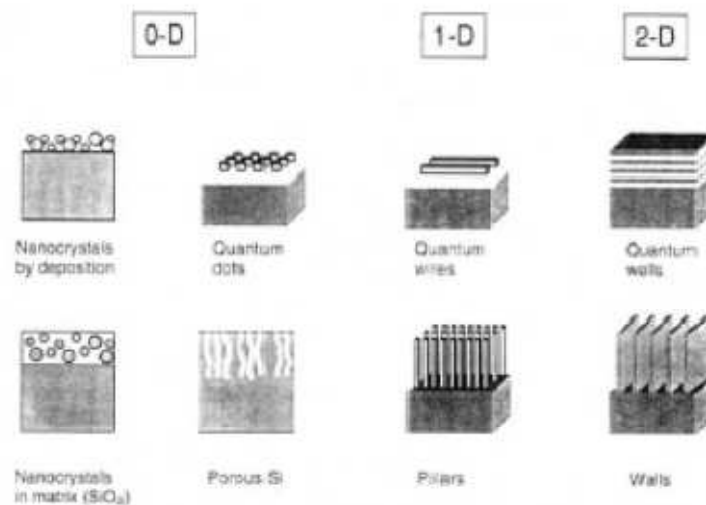 0-D
1-D
2-D
Nanocrystals
by deposition
Quantum
dots
Quantum
wires
Quantum
walls
Nanocrystals
in matrix (SiO₂)
Porous Si
Pillars
Walls